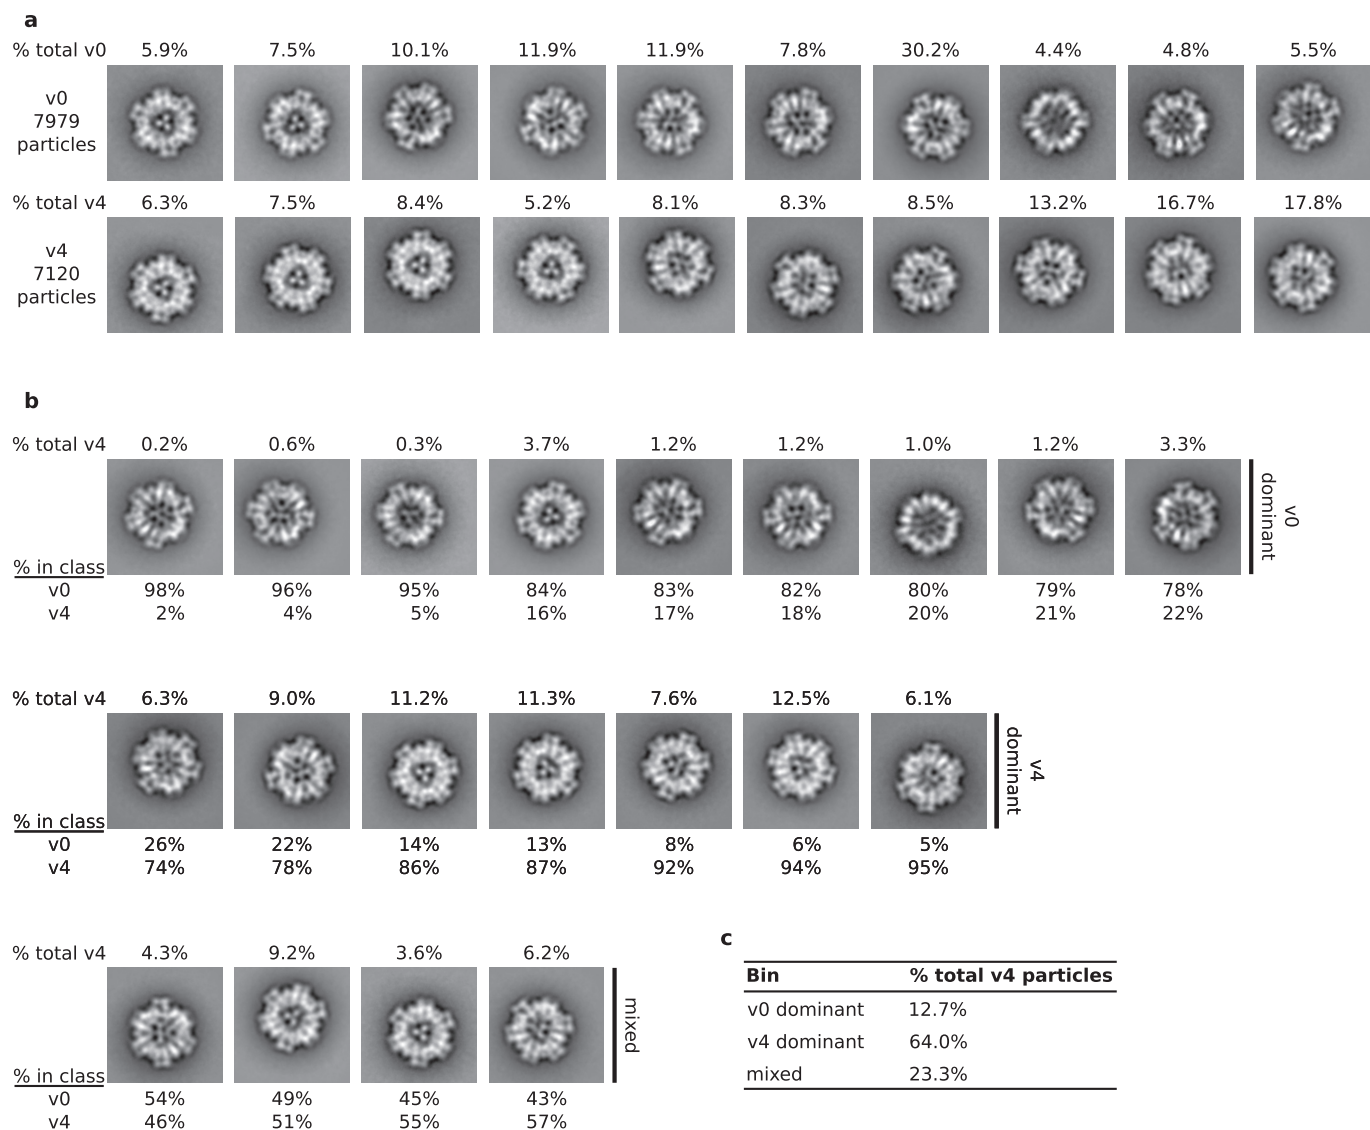 a
% total v0 5.9% 7.5% 10.1% 11.9% 11.9% 7.8% 30.2% 4.4% 4.8% 5.5%
v0
7979
particles
% total v4 6.3% 7.5% 8.4% 5.2% 8.1% 8.3% 8.5% 13.2% 16.7% 17.8%
v4
7120
particles
b
% total v4 0.2% 0.6% 0.3% 3.7% 1.2% 1.2% 1.0% 1.2% 3.3%
v0
dominant
% in class
v0 98% 96% 95% 84% 83% 82% 80% 79% 78%
v4 2% 4% 5% 16% 17% 18% 20% 21% 22%
% total v4 6.3% 9.0% 11.2% 11.3% 7.6% 12.5% 6.1%
v4
dominant
% in class
v0 26% 22% 14% 13% 8% 6% 5%
v4 74% 78% 86% 87% 92% 94% 95%
% total v4 4.3% 9.2% 3.6% 6.2%
mixed
% in class
v0 54% 49% 45% 43%
v4 46% 51% 55% 57%
c
Bin % total v4 particles
v0 dominant 12.7%
v4 dominant 64.0%
mixed 23.3%